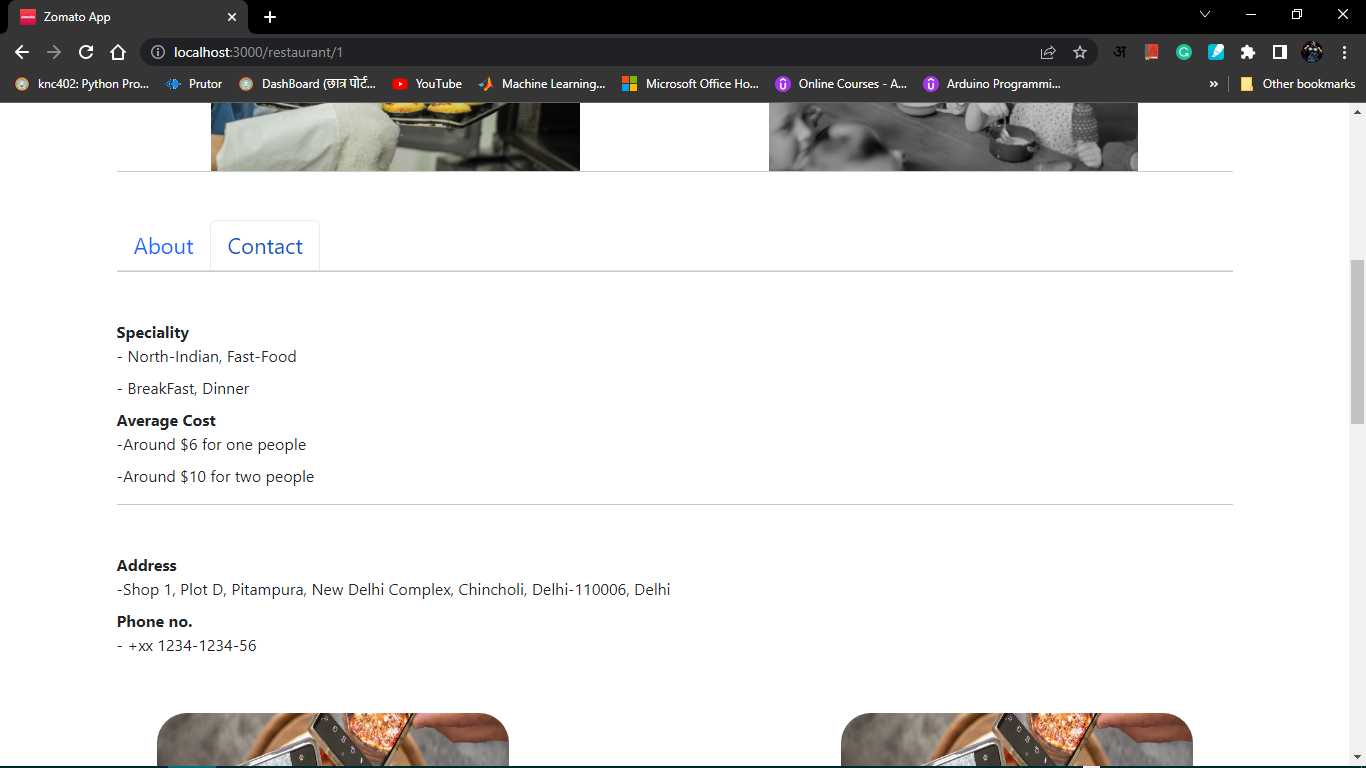 zomato Zomato App
localhost:3000/restaurant/1
अ
knc402: Python Pro... Prutor DashBoard (छात्र पोर्ट... YouTube Machine Learning... Microsoft Office Ho... Online Courses - A... Arduino Programmi... » Other bookmarks
About Contact
Speciality
- North-Indian, Fast-Food
- BreakFast, Dinner
Average Cost
-Around $6 for one people
-Around $10 for two people
Address
-Shop 1, Plot D, Pitampura, New Delhi Complex, Chincholi, Delhi-110006, Delhi
Phone no.
- +xx 1234-1234-56